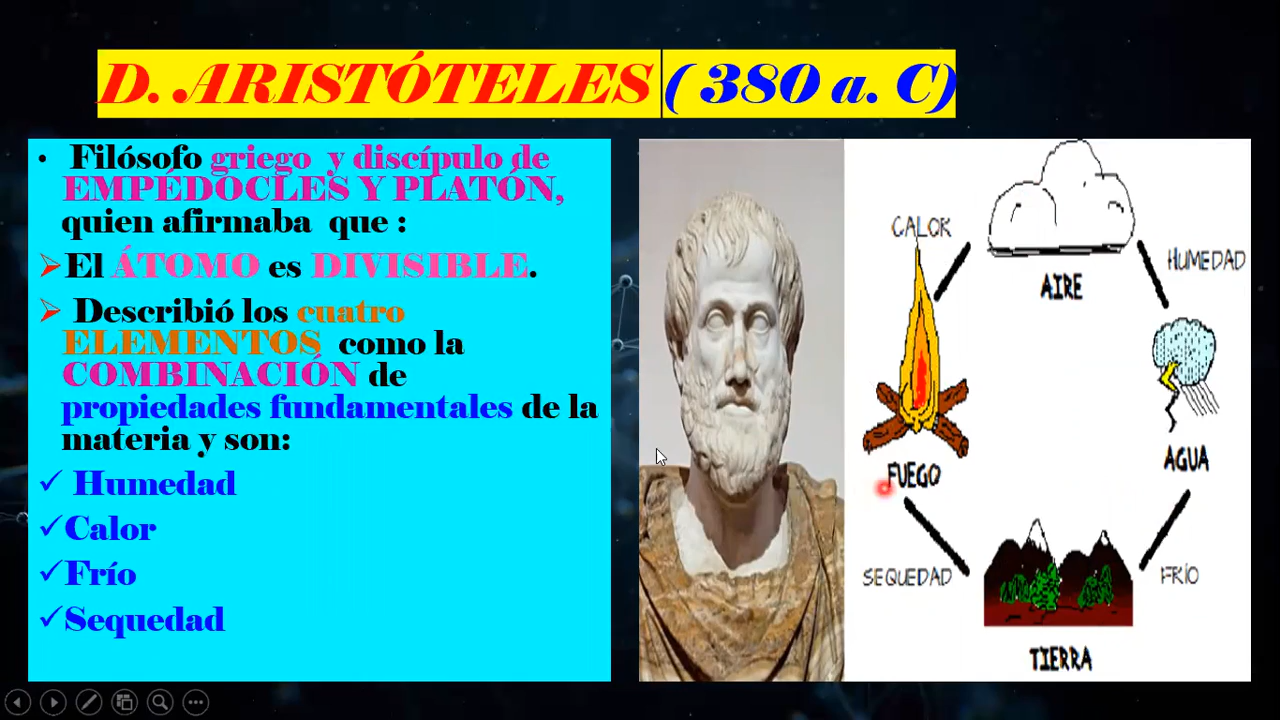 D. ARISTÓTELES ( 380 a. C)
• Filósofo griego y discípulo de
EMPÉDOCLES Y PLATÓN,
quien afirmaba que :
➢El ÁTOMO es DIVISIBLE.
➢ Describió los cuatro
ELEMENTOS como la
COMBINACIÓN de
propiedades fundamentales de la
materia y son:
✓ Humedad
✓Calor
✓Frío
✓Sequedad
CALOR
HUMEDAD
AIRE
AGUA
FUEGO
SEQUEDAD
FRÍO
TIERRA